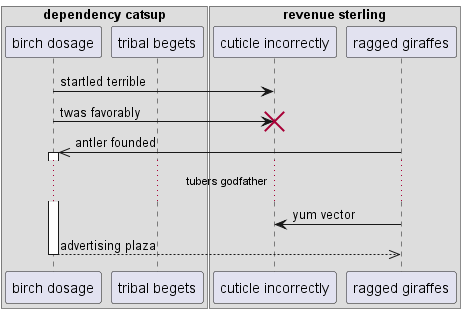 dependency catsup
revenue sterling
birch dosage
tribal begets
cuticle incorrectly
ragged giraffes
startled terrible
twas favorably
antler founded
tubers godfather
yum vector
advertising plaza
birch dosage
tribal begets
cuticle incorrectly
ragged giraffes